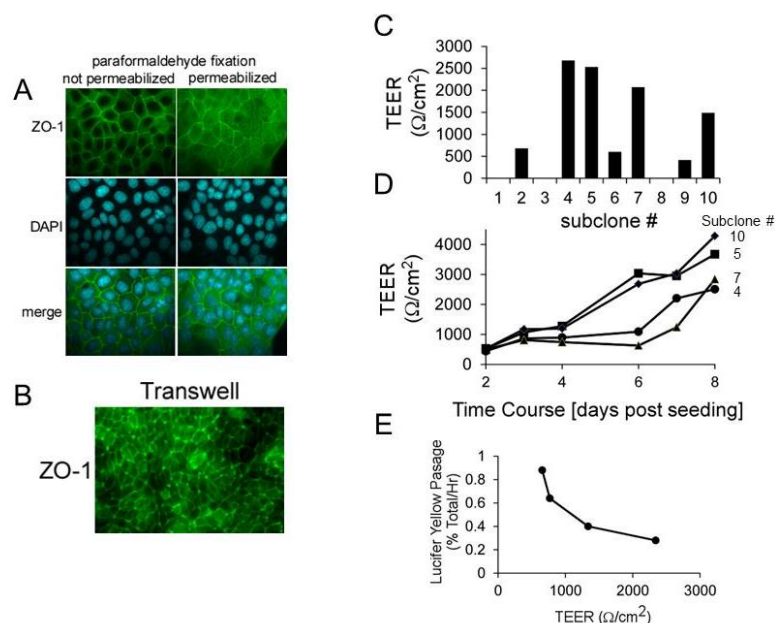 A
paraformaldehyde fixation
not permeabilized permeabilized
ZO-1
DAPI
merge
B
Transwell
ZO-1
C
TEER
(Ω/cm²)
3000
2500
2000
1500
1000
500
0
1 2 3 4 5 6 7 8 9 10
subclone #
D
TEER
(Ω/cm²)
4000
3000
2000
1000
0
2 4 6 8
Time Course [days post seeding]
Subclone #
10
5
7
4
E
Lucifer Yellow Pasage
(% Total/Hr)
1
0.8
0.6
0.4
0.2
0
0 1000 2000 3000
TEER (Ω/cm²)